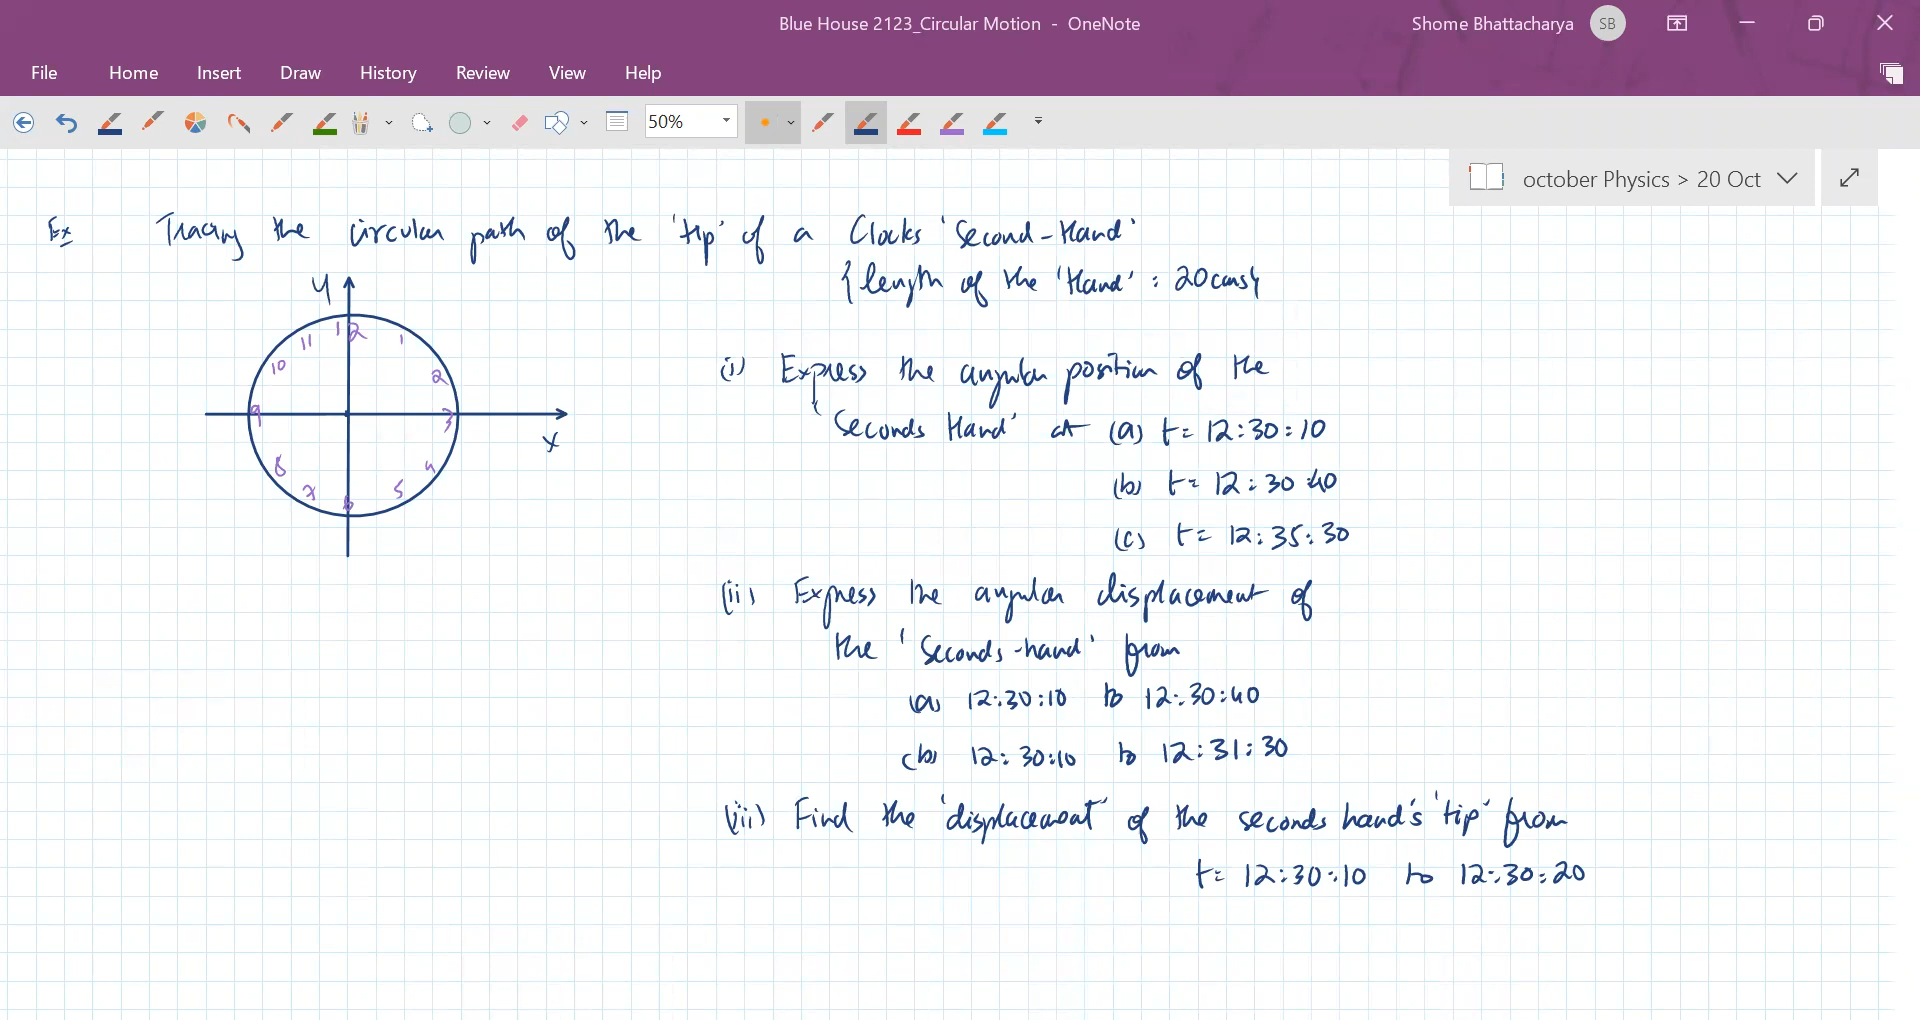 Blue House 2123_Circular Motion - OneNote
Shome Bhattacharya SB
File Home Insert Draw History Review View Help
50%
october Physics > 20 Oct
Ex Tracing the circular path of the 'tip' of a Clocks 'Second-Hand'
{length of the 'Hand' : 20cms}
y
12 1
11
10 2
9 3
x
8 4
7 5
6
(i) Express the angular position of the
'Seconds Hand' at (a) t= 12:30:10
(b) t= 12:30:40
(c) t= 12:35:30
(ii) Express the angular displacement of
the 'Seconds-hand' from
(a) 12:30:10 to 12:30:40
(b) 12:30:10 to 12:31:30
(iii) Find the 'displacement' of the seconds hand's 'tip' from
t= 12:30:10 to 12:30:20